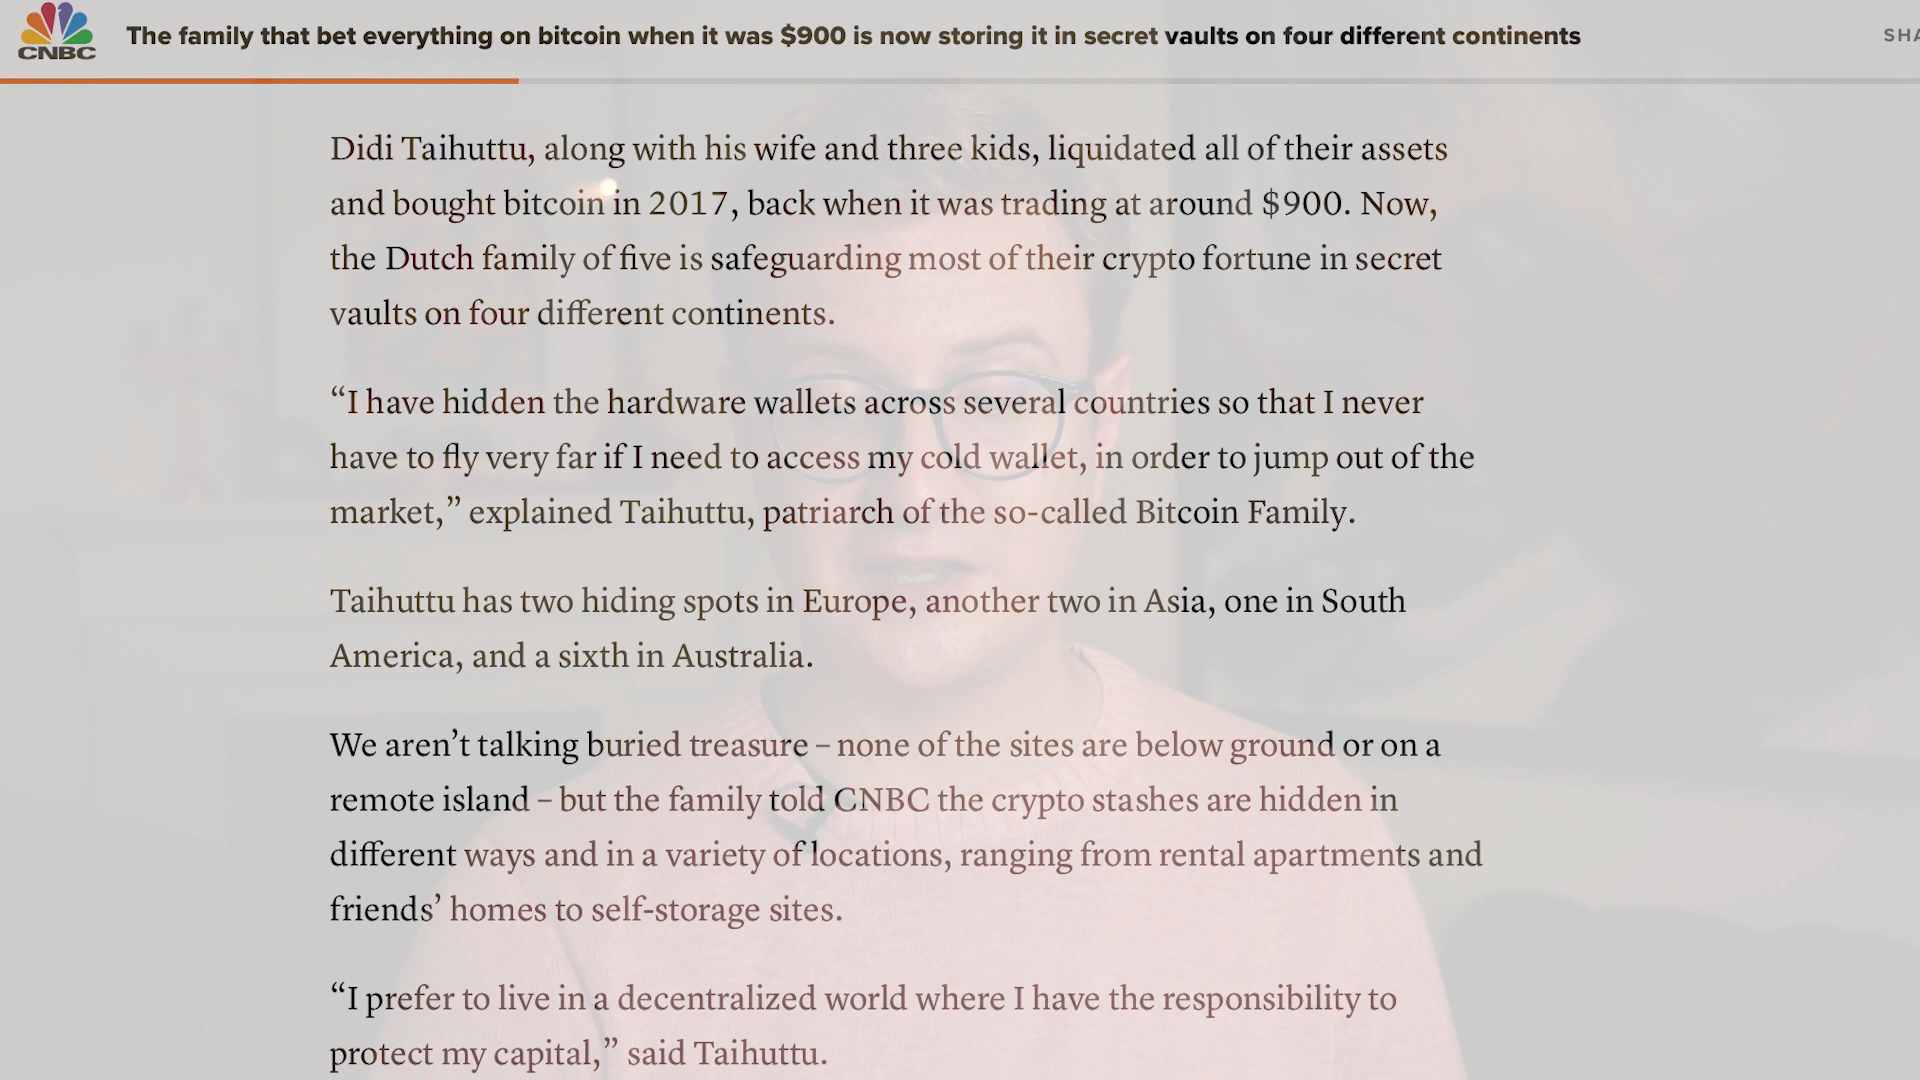 CNBC
The family that bet everything on bitcoin when it was $900 is now storing it in secret vaults on four different continents
Didi Taihuttu, along with his wife and three kids, liquidated all of their assets
and bought bitcoin in 2017, back when it was trading at around $900. Now,
the Dutch family of five is safeguarding most of their crypto fortune in secret
vaults on four different continents.
“I have hidden the hardware wallets across several countries so that I never
have to fly very far if I need to access my cold wallet, in order to jump out of the
market,” explained Taihuttu, patriarch of the so-called Bitcoin Family.
Taihuttu has two hiding spots in Europe, another two in Asia, one in South
America, and a sixth in Australia.
We aren’t talking buried treasure – none of the sites are below ground or on a
remote island – but the family told CNBC the crypto stashes are hidden in
different ways and in a variety of locations, ranging from rental apartments and
friends’ homes to self-storage sites.
“I prefer to live in a decentralized world where I have the responsibility to
protect my capital,” said Taihuttu.